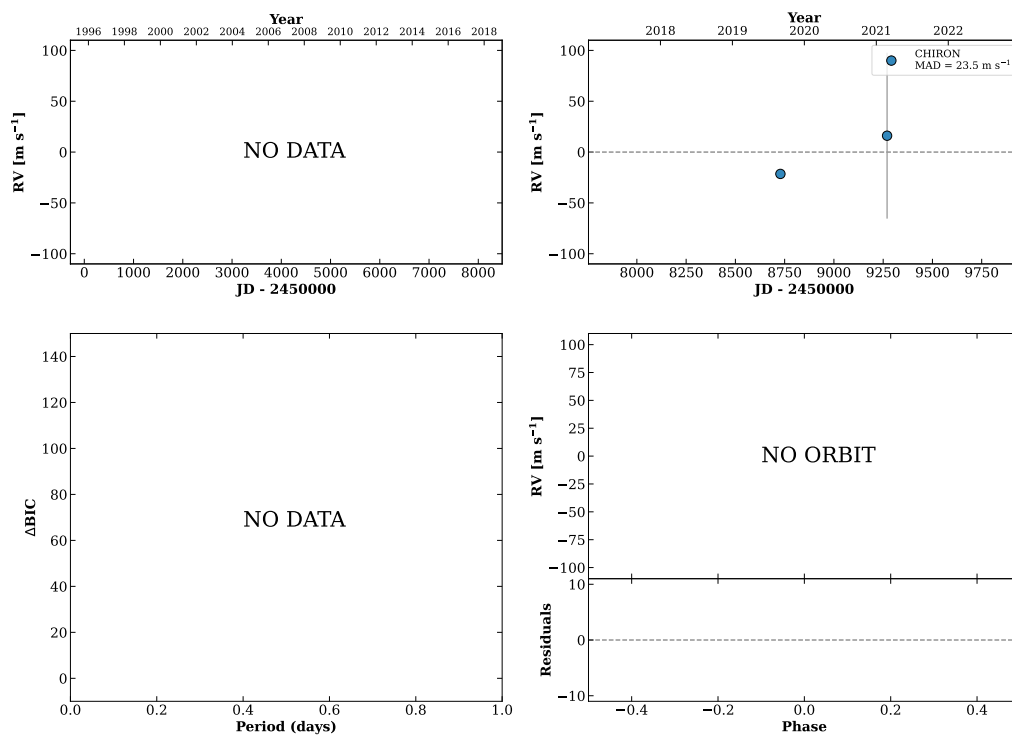 Year
1996 1998 2000 2002 2004 2006 2008 2010 2012 2014 2016 2018
RV [m s⁻¹]
100
50
0
−50
−100
NO DATA
0 1000 2000 3000 4000 5000 6000 7000 8000
JD - 2450000
Year
2018 2019 2020 2021 2022
RV [m s⁻¹]
100
50
0
−50
−100
CHIRON
MAD = 23.5 m s⁻¹
8000 8250 8500 8750 9000 9250 9500 9750
JD - 2450000
ΔBIC
140
120
100
80
60
40
20
0
NO DATA
0.0 0.2 0.4 0.6 0.8 1.0
Period (days)
RV [m s⁻¹]
100
75
50
25
0
−25
−50
−75
−100
NO ORBIT
Residuals
10
0
−10
−0.4 −0.2 0.0 0.2 0.4
Phase